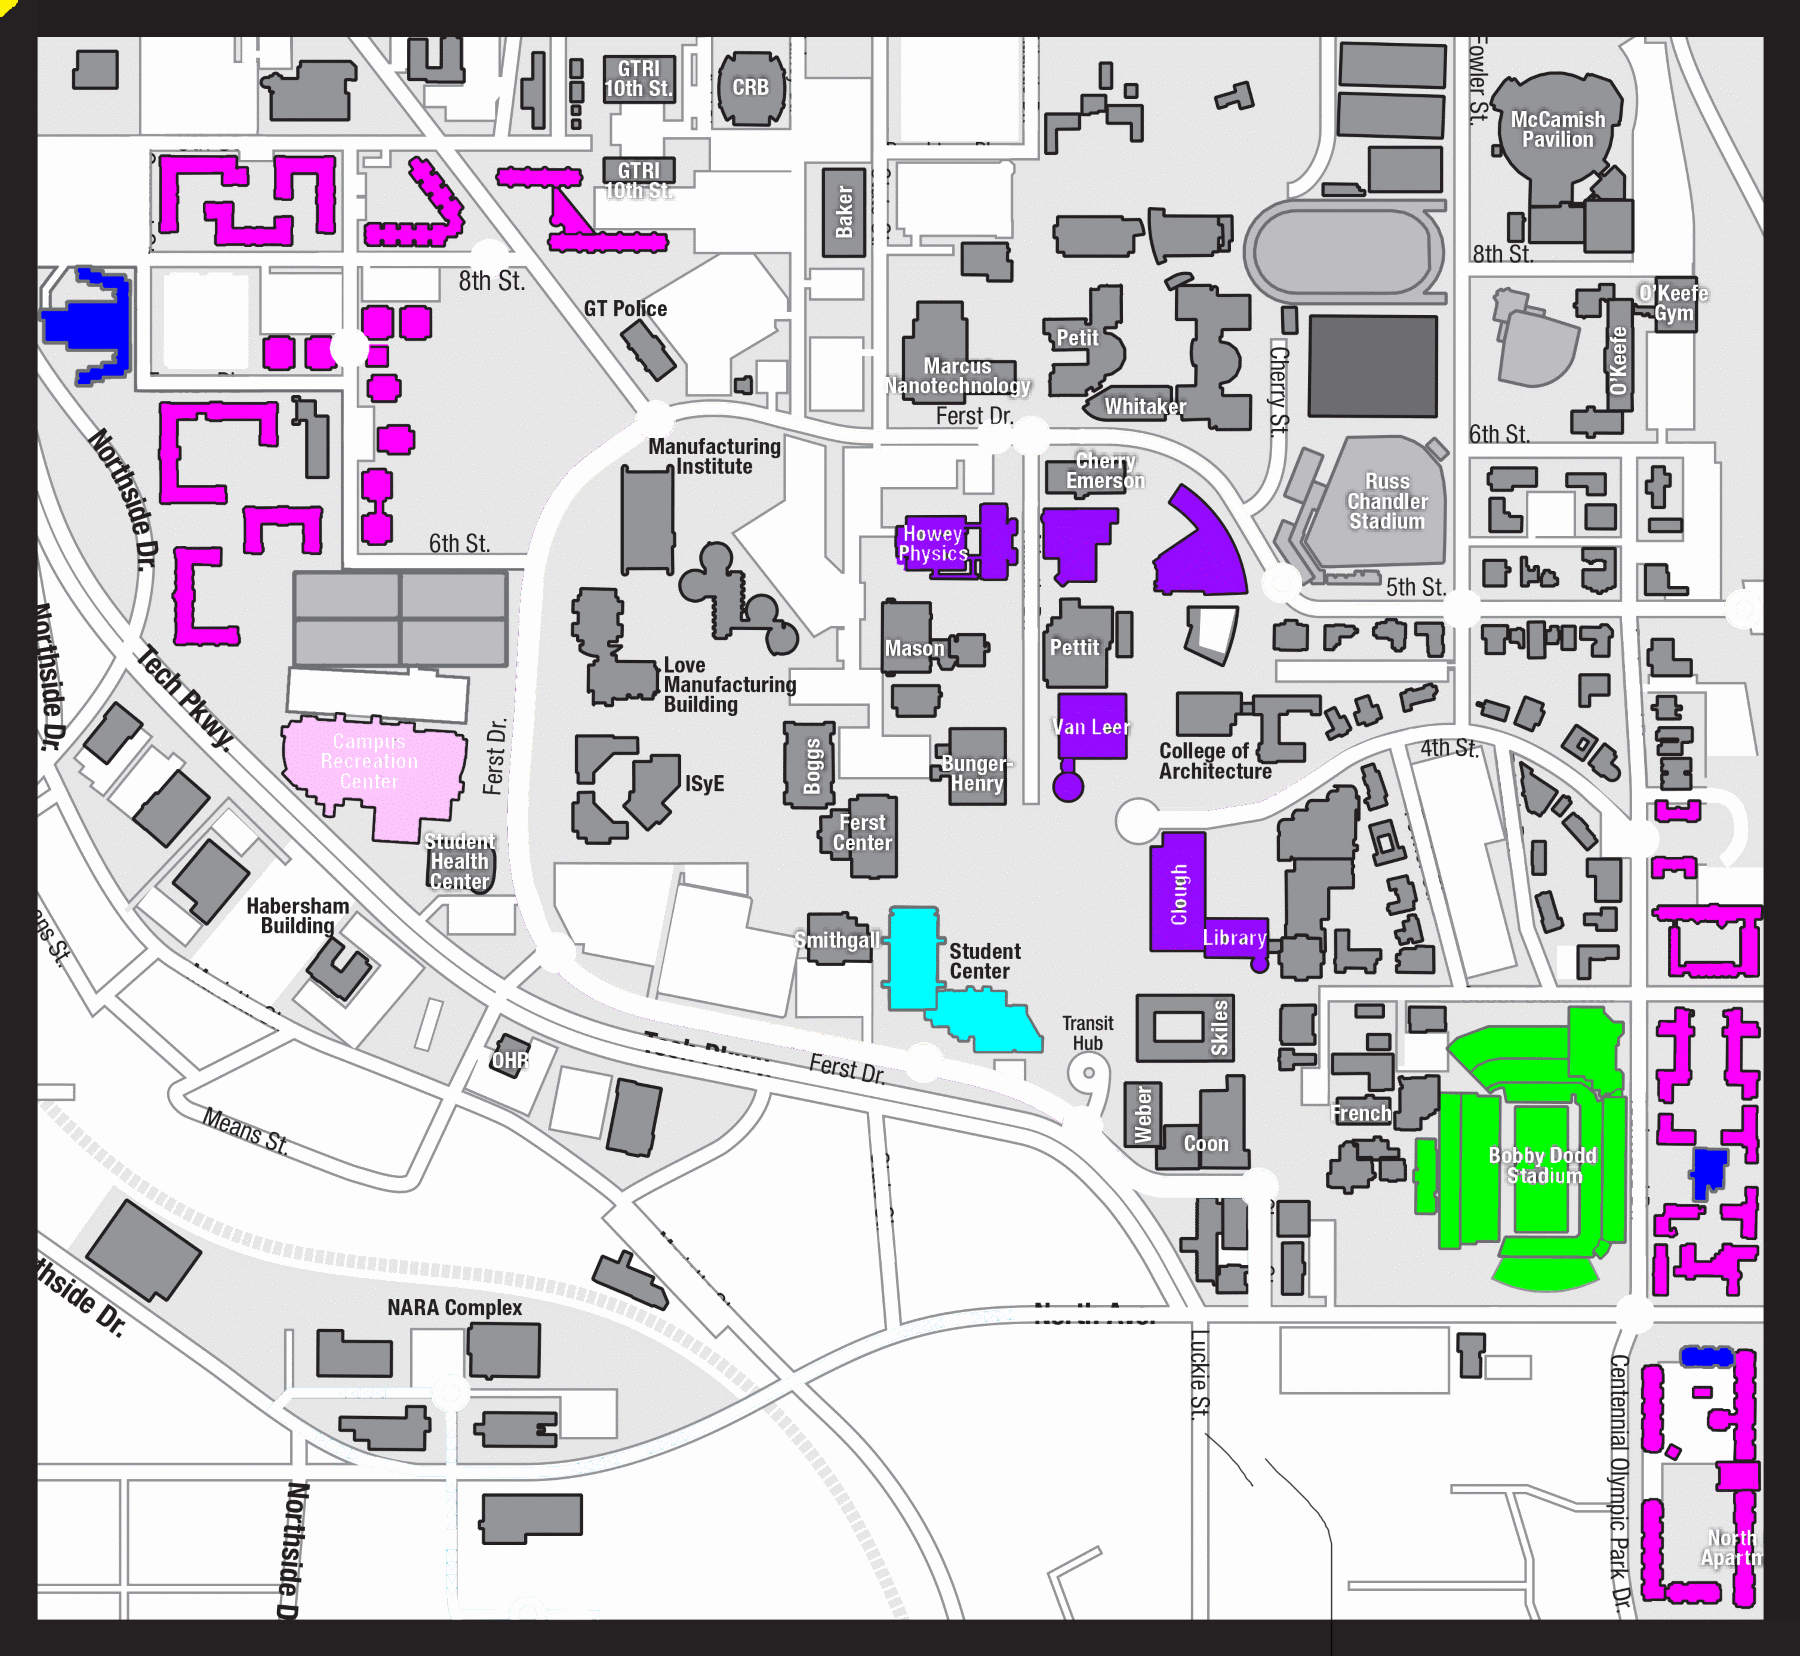 GTRI
10th St.
CRB
Fowler St.
McCamish
Pavilion
GTRI
10th St.
Baker
8th St.
8th St.
GT Police
O'Keefe
Gym
Petit
O'Keefe
Marcus
Nanotechnology
Whitaker
Cherry St.
Ferst Dr.
6th St.
Manufacturing
Institute
Northside Dr.
Cherry
Emerson
Russ
Chandler
Stadium
Howey
Physics
6th St.
5th St.
Northside Dr.
Tech Pkwy.
Mason
Pettit
Love
Manufacturing
Building
Van Leer
Campus
Recreation
Center
Ferst Dr.
College of
Architecture
4th St.
ISyE
Boggs
Bunger-
Henry
Ferst
Center
Student
Health
Center
Clough
Habersham
Building
Smithgall
Library
Student
Center
Skiles
Transit
Hub
OHR
Ferst Dr.
Weber
French
Coon
Means St.
Bobby Dodd
Stadium
thside Dr.
NARA Complex
North Ave.
Luckie St.
Centennial Olympic Park Dr.
Northside D
North
Apartm